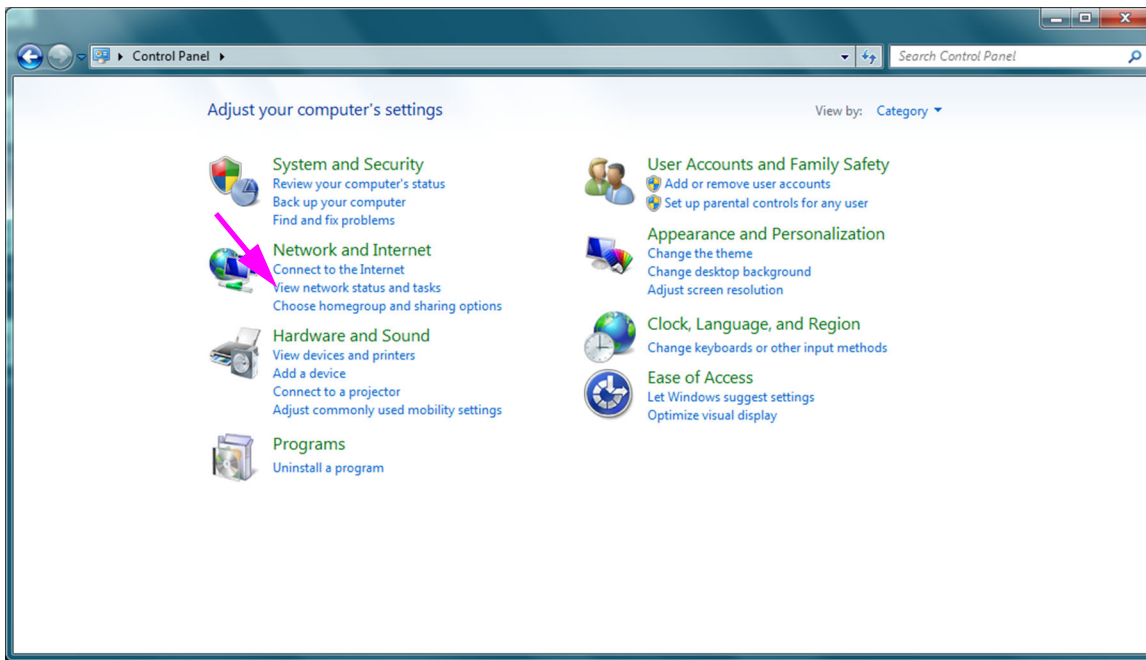 Control Panel
Search Control Panel
Adjust your computer's settings
View by: Category
System and Security
Review your computer's status
Back up your computer
Find and fix problems
Network and Internet
Connect to the Internet
View network status and tasks
Choose homegroup and sharing options
Hardware and Sound
View devices and printers
Add a device
Connect to a projector
Adjust commonly used mobility settings
Programs
Uninstall a program
User Accounts and Family Safety
Add or remove user accounts
Set up parental controls for any user
Appearance and Personalization
Change the theme
Change desktop background
Adjust screen resolution
Clock, Language, and Region
Change keyboards or other input methods
Ease of Access
Let Windows suggest settings
Optimize visual display